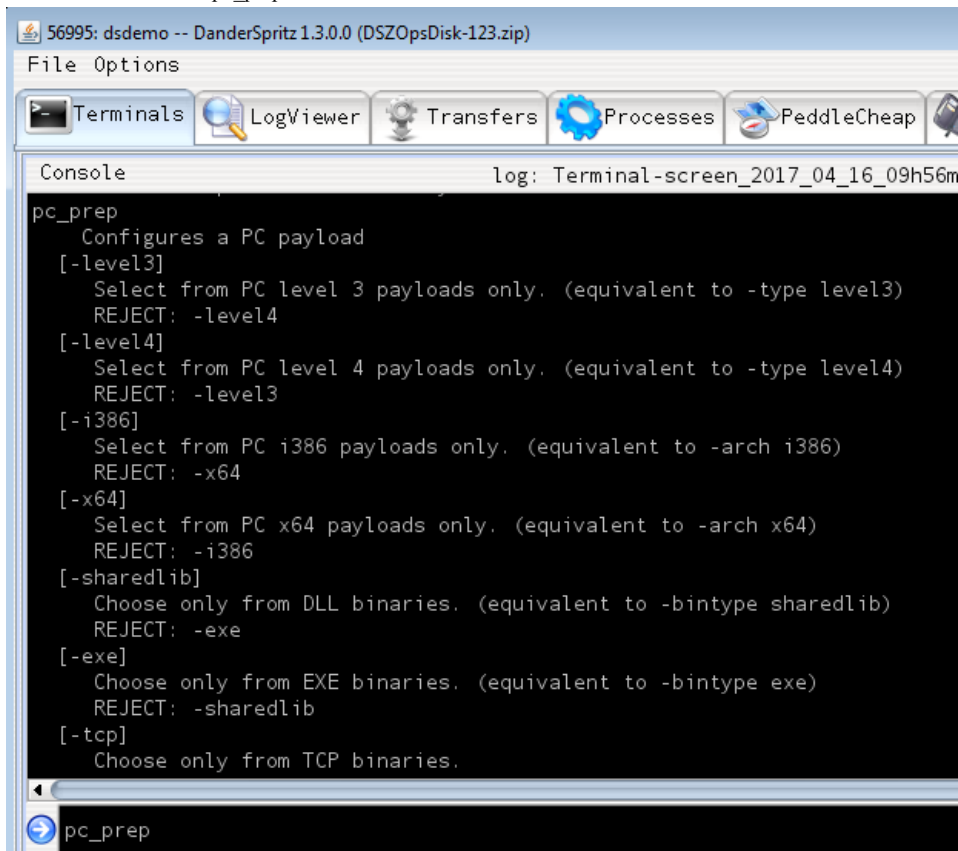 56995: dsdemo -- DanderSpritz 1.3.0.0 (DSZOpsDisk-123.zip)
File Options
Terminals LogViewer Transfers Processes PeddleCheap
Console log: Terminal-screen_2017_04_16_09h56m
pc_prep
Configures a PC payload
[-level3]
Select from PC level 3 payloads only. (equivalent to -type level3)
REJECT: -level4
[-level4]
Select from PC level 4 payloads only. (equivalent to -type level4)
REJECT: -level3
[-i386]
Select from PC i386 payloads only. (equivalent to -arch i386)
REJECT: -x64
[-x64]
Select from PC x64 payloads only. (equivalent to -arch x64)
REJECT: -i386
[-sharedlib]
Choose only from DLL binaries. (equivalent to -bintype sharedlib)
REJECT: -exe
[-exe]
Choose only from EXE binaries. (equivalent to -bintype exe)
REJECT: -sharedlib
[-tcp]
Choose only from TCP binaries.
pc_prep